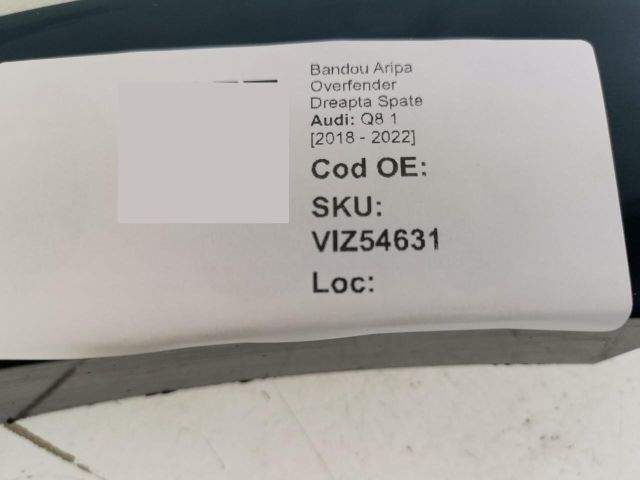 Bandou Aripa
Overfender
Dreapta Spate
Audi: Q8 1
[2018 - 2022]
Cod OE:
SKU:
VIZ54631
Loc: